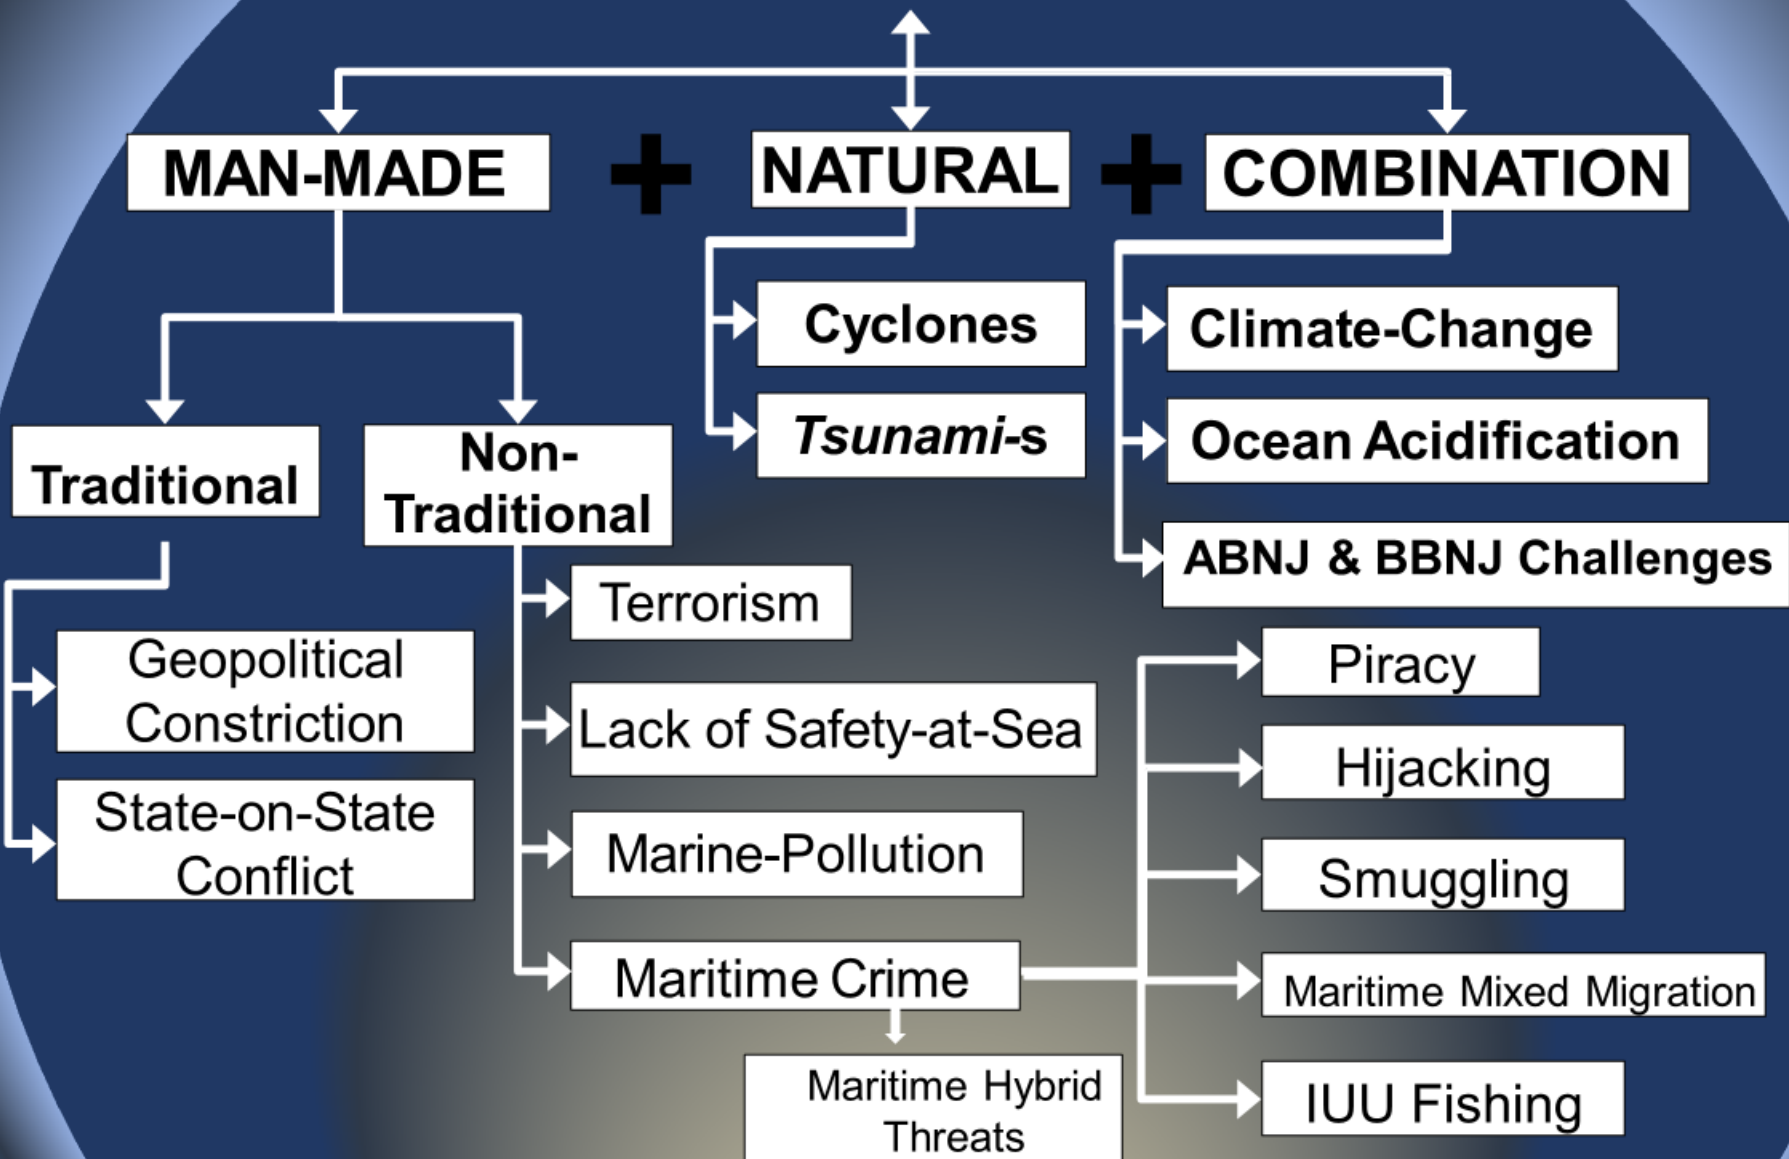 MAN-MADE
NATURAL
COMBINATION
Cyclones
Tsunami-s
Climate-Change
Ocean Acidification
ABNJ & BBNJ Challenges
Traditional
Non-
Traditional
Geopolitical
Constriction
State-on-State
Conflict
Terrorism
Lack of Safety-at-Sea
Marine-Pollution
Maritime Crime
Maritime Hybrid
Threats
Piracy
Hijacking
Smuggling
Maritime Mixed Migration
IUU Fishing